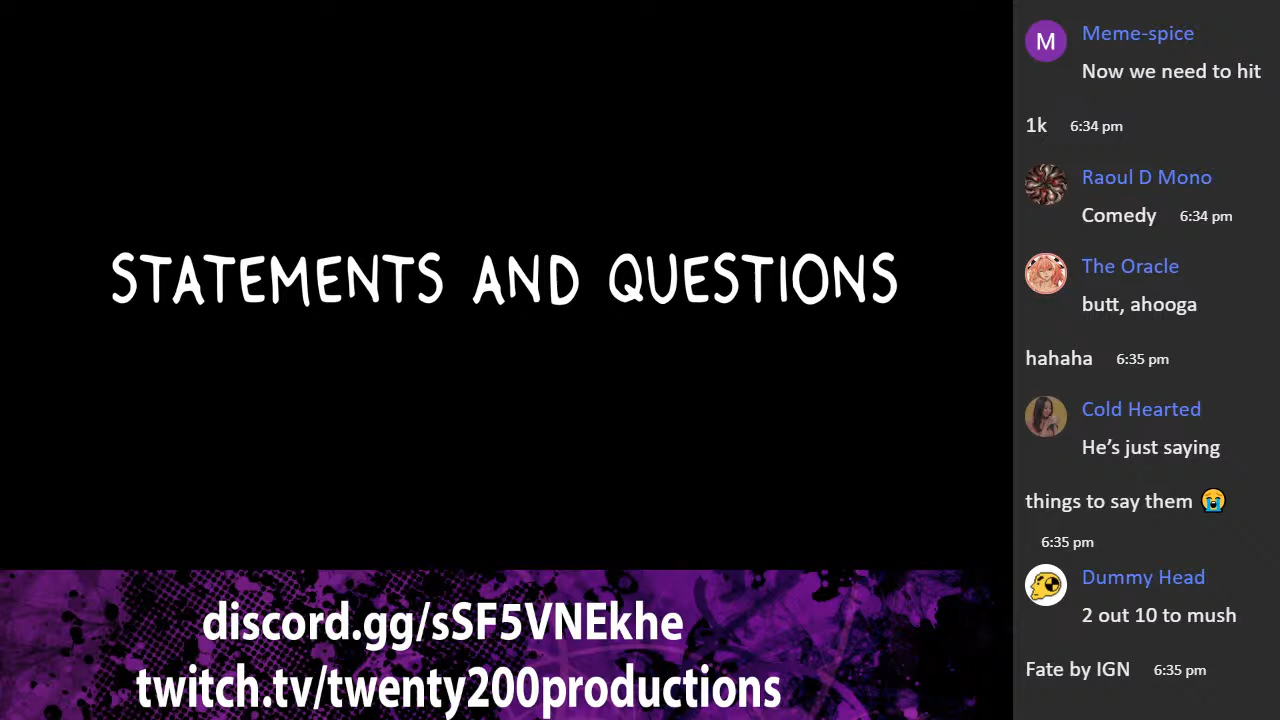 STATEMENTS AND QUESTIONS
discord.gg/sSF5VNEkhe
twitch.tv/twenty200productions
M
Meme-spice
Now we need to hit
1k 6:34 pm
Raoul D Mono
Comedy 6:34 pm
The Oracle
butt, ahooga
hahaha 6:35 pm
Cold Hearted
He’s just saying
things to say them 😭
6:35 pm
Dummy Head
2 out 10 to mush
Fate by IGN 6:35 pm